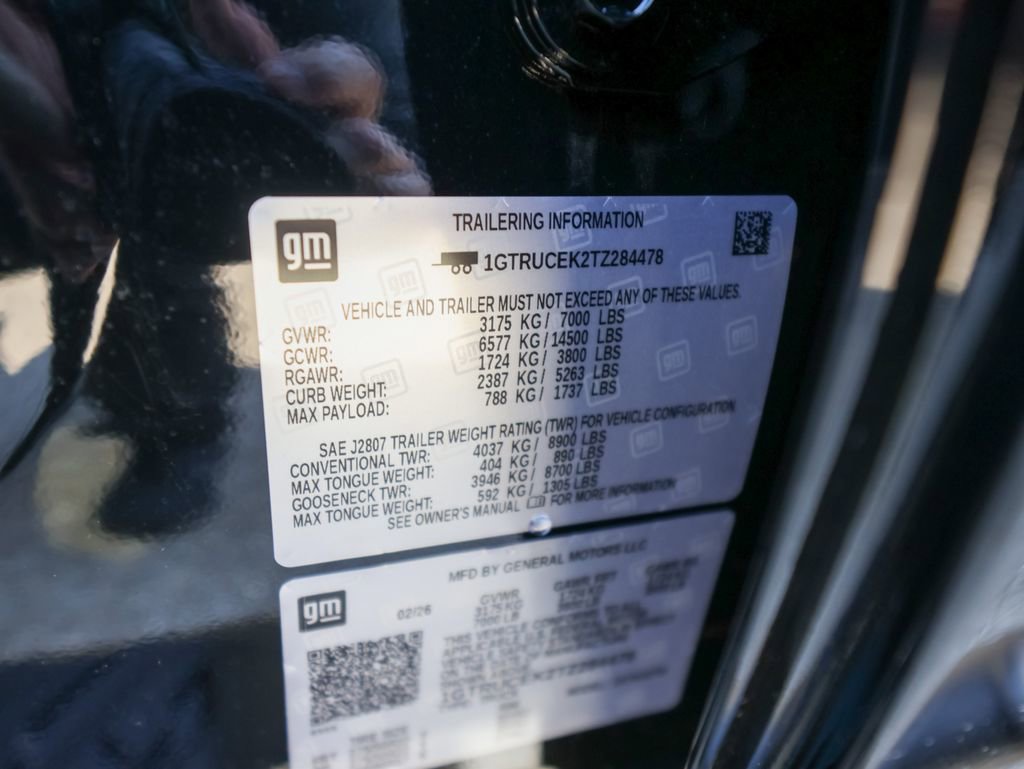 gm
TRAILERING INFORMATION
1GTRUCEK2TZ284478
VEHICLE AND TRAILER MUST NOT EXCEED ANY OF THESE VALUES.
GVWR: 3175 KG / 7000 LBS
GCWR: 6577 KG / 14500 LBS
RGAWR: 1724 KG / 3800 LBS
CURB WEIGHT: 2387 KG / 5263 LBS
MAX PAYLOAD: 788 KG / 1737 LBS
SAE J2807 TRAILER WEIGHT RATING (TWR) FOR VEHICLE CONFIGURATION
CONVENTIONAL TWR: 4037 KG / 8900 LBS
MAX TONGUE WEIGHT: 404 KG / 890 LBS
GOOSENECK TWR: 3946 KG / 8700 LBS
MAX TONGUE WEIGHT: 592 KG / 1305 LBS
SEE OWNER'S MANUAL FOR MORE INFORMATION
gm
MFD BY GENERAL MOTORS LLC
02/26
GVWR
3175 KG
7000 LB
GAWR FRT
1GTRUCEK2TZ284478